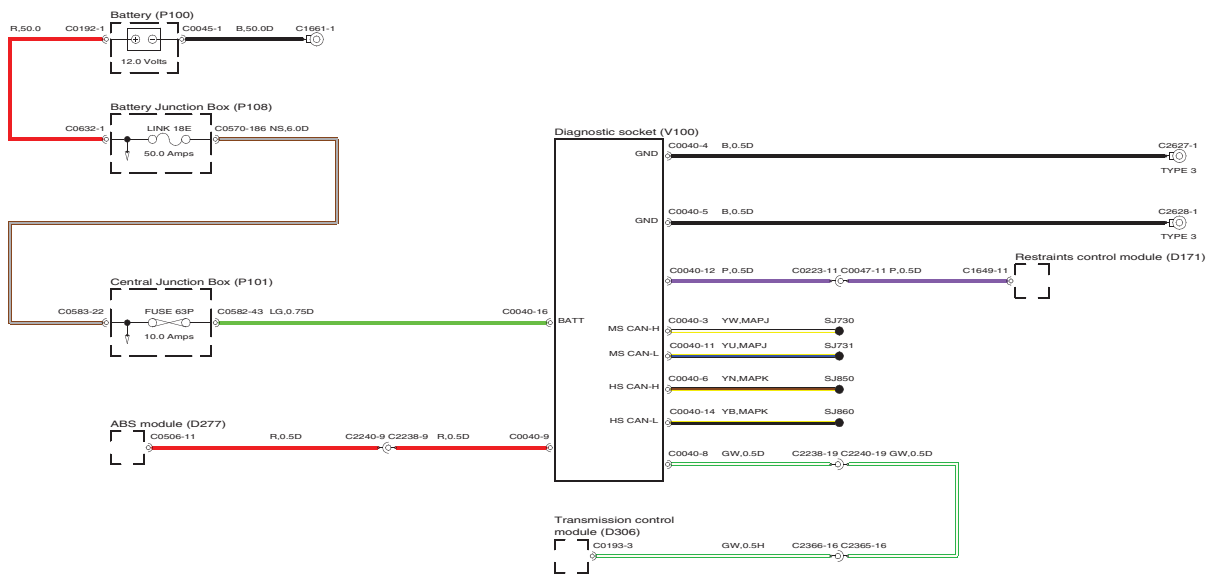 Battery (P100)
R,50.0 C0192-1 C0045-1 B,50.0D C1661-1
12.0 Volts
Battery Junction Box (P108)
C0632-1 LINK 18E C0570-186 NS,6.0D
50.0 Amps
Diagnostic socket (V100)
GND C0040-4 B,0.5D C2627-1
TYPE 3
GND C0040-5 B,0.5D C2628-1
TYPE 3
Restraints control module (D171)
C0040-12 P,0.5D C0223-11 C0047-11 P,0.5D C1649-11
Central Junction Box (P101)
C0583-22 FUSE 63P C0582-43 LG,0.75D C0040-16 BATT
10.0 Amps
MS CAN-H C0040-3 YW,MAPJ SJ730
MS CAN-L C0040-11 YU,MAPJ SJ731
HS CAN-H C0040-6 YN,MAPK SJ850
HS CAN-L C0040-14 YB,MAPK SJ860
ABS module (D277)
C0506-11 R,0.5D C2240-9 C2238-9 R,0.5D C0040-9
C0040-8 GW,0.5D C2238-19 C2240-19 GW,0.5D
Transmission control
module (D306)
C0193-3 GW,0.5H C2366-16 C2365-16